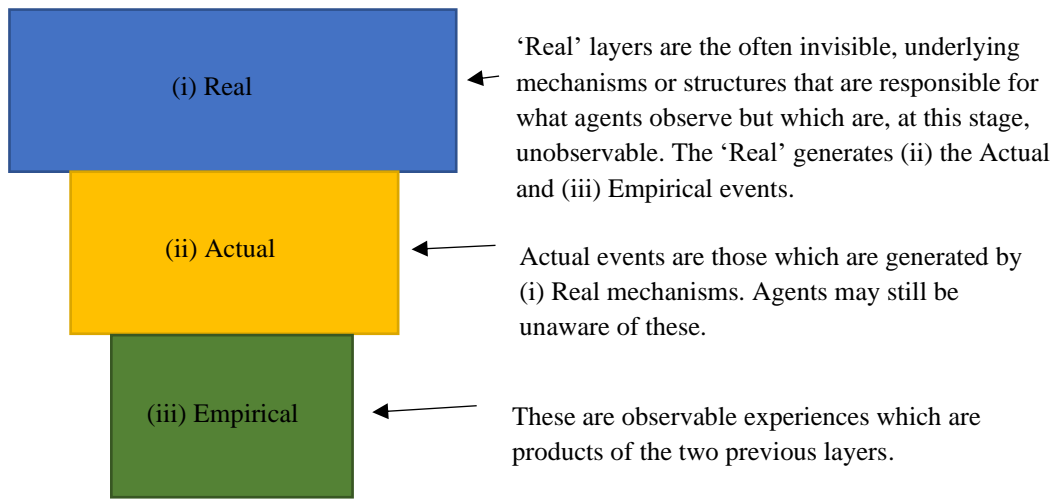 (i) Real
‘Real’ layers are the often invisible, underlying
mechanisms or structures that are responsible for
what agents observe but which are, at this stage,
unobservable. The ‘Real’ generates (ii) the Actual
and (iii) Empirical events.
(ii) Actual
Actual events are those which are generated by
(i) Real mechanisms. Agents may still be
unaware of these.
(iii) Empirical
These are observable experiences which are
products of the two previous layers.